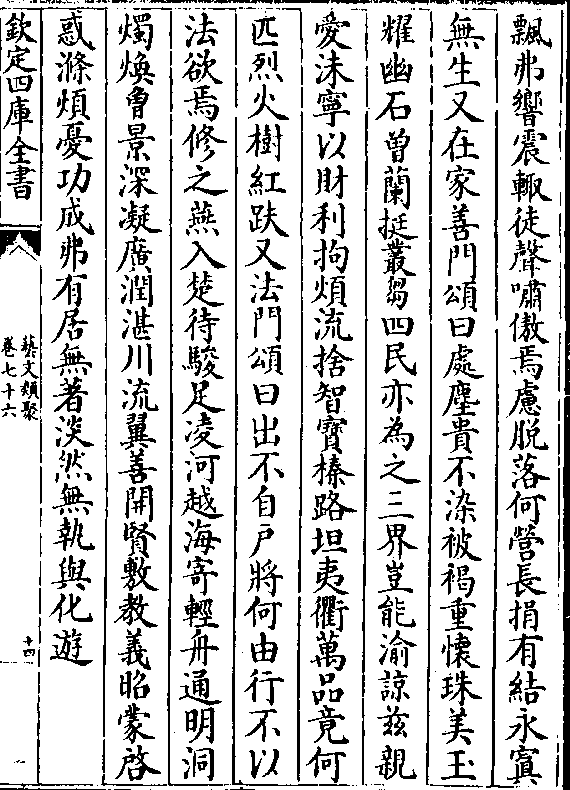 飄弗響震轍徒聲嘯傲焉慮脫落何營長捐有結永寘
無生又在家善門頌曰處塵貴不染被褐重懷珠美玉
耀幽石曾蘭挺叢芻四民亦為之三界豈能渝諒茲親
愛洡寧以財利拘煩流捨智寶榛路坦夷衢萬品竟何
匹烈火樹紅趺又法門頌曰出不自戶將何由行不以
法欲焉修之燕入楚待駿足凌河越海寄輕舟通明洞
燭煥曾景深凝廣潤湛川流翼善開賢敷教義昭蒙啓
惑滌煩憂功成弗有居無著淡然無執與化遊
欽定四庫全書
藝文類聚
卷七十六
十四